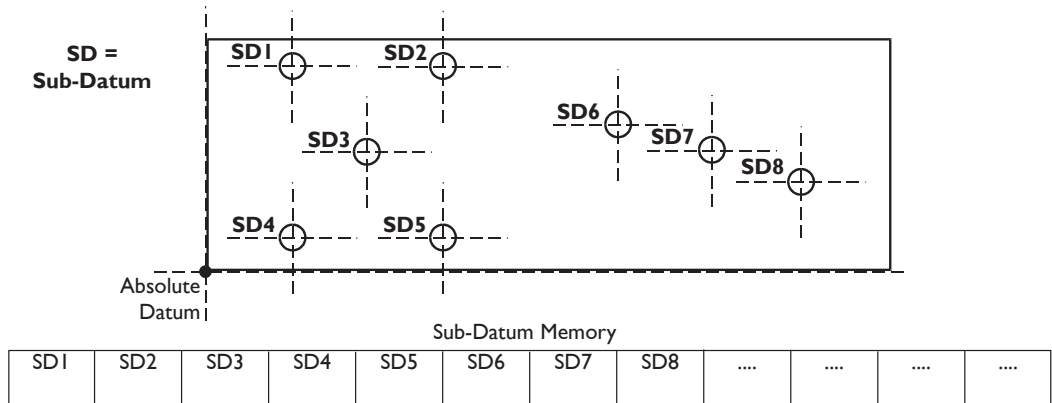 SD =
Sub-Datum
SD1
SD2
SD3
SD4
SD5
SD6
SD7
SD8
Absolute
Datum
Sub-Datum Memory
SD1 SD2 SD3 SD4 SD5 SD6 SD7 SD8 .... .... .... ....